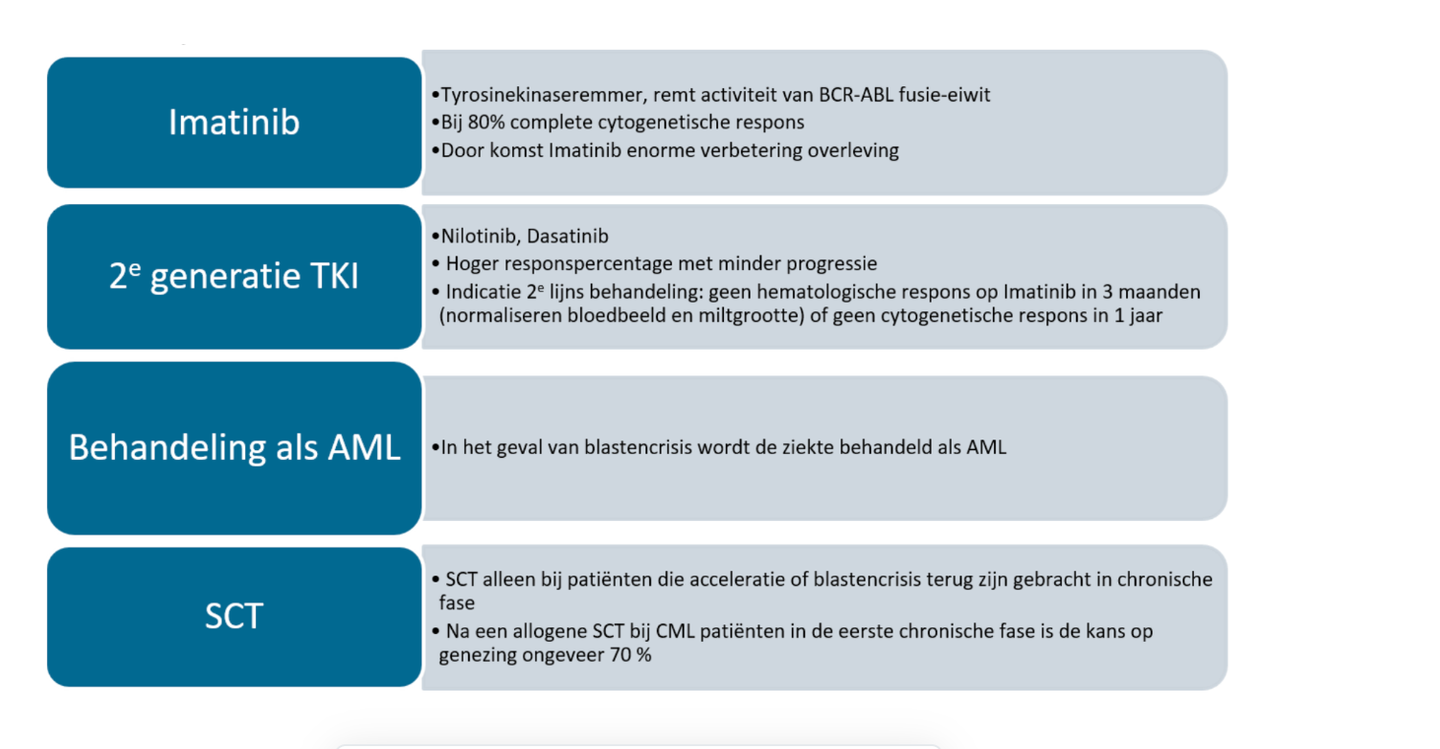 Imatinib
•Tyrosinekinaseremmer, remt activiteit van BCR-ABL fusie-eiwit
•Bij 80% complete cytogenetische respons
•Door komst Imatinib enorme verbetering overleving
2e generatie TKI
•Nilotinib, Dasatinib
• Hoger responspercentage met minder progressie
• Indicatie 2e lijns behandeling: geen hematologische respons op Imatinib in 3 maanden
(normaliseren bloedbeeld en miltgrootte) of geen cytogenetische respons in 1 jaar
Behandeling als AML
•In het geval van blastencrisis wordt de ziekte behandeld als AML
SCT
• SCT alleen bij patiënten die acceleratie of blastencrisis terug zijn gebracht in chronische
fase
• Na een allogene SCT bij CML patiënten in de eerste chronische fase is de kans op
genezing ongeveer 70 %